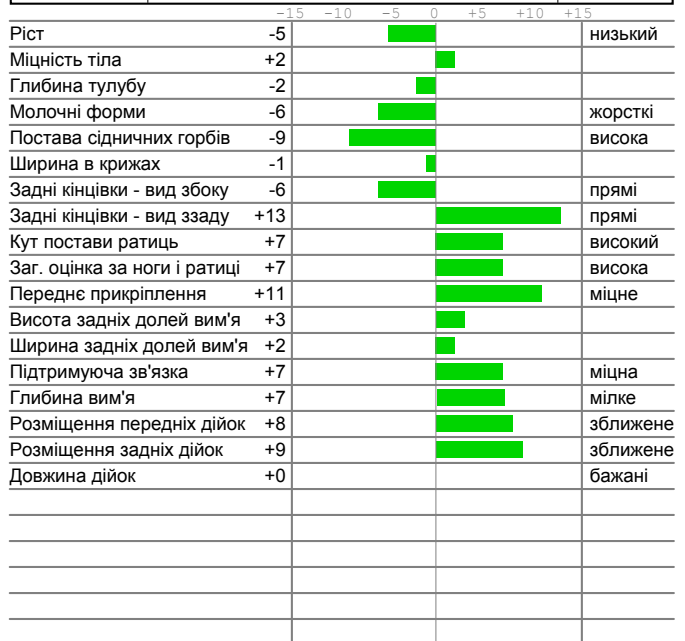 -15 -10 -5 0 +5 +10 +15
Ріст -5 низький
Міцність тіла +2
Глибина тулубу -2
Молочні форми -6 жорсткі
Постава сідничних горбів -9 висока
Ширина в крижах -1
Задні кінцівки - вид збоку -6 прямі
Задні кінцівки - вид ззаду +13 прямі
Кут постави ратиць +7 високий
Заг. оцінка за ноги і ратиці +7 висока
Переднє прикріплення +11 міцне
Висота задніх долей вим'я +3
Ширина задніх долей вим'я +2
Підтримуюча зв'язка +7 міцна
Глибина вим'я +7 мілке
Розміщення передніх дійок +8 зближене
Розміщення задніх дійок +9 зближене
Довжина дійок +0 бажані